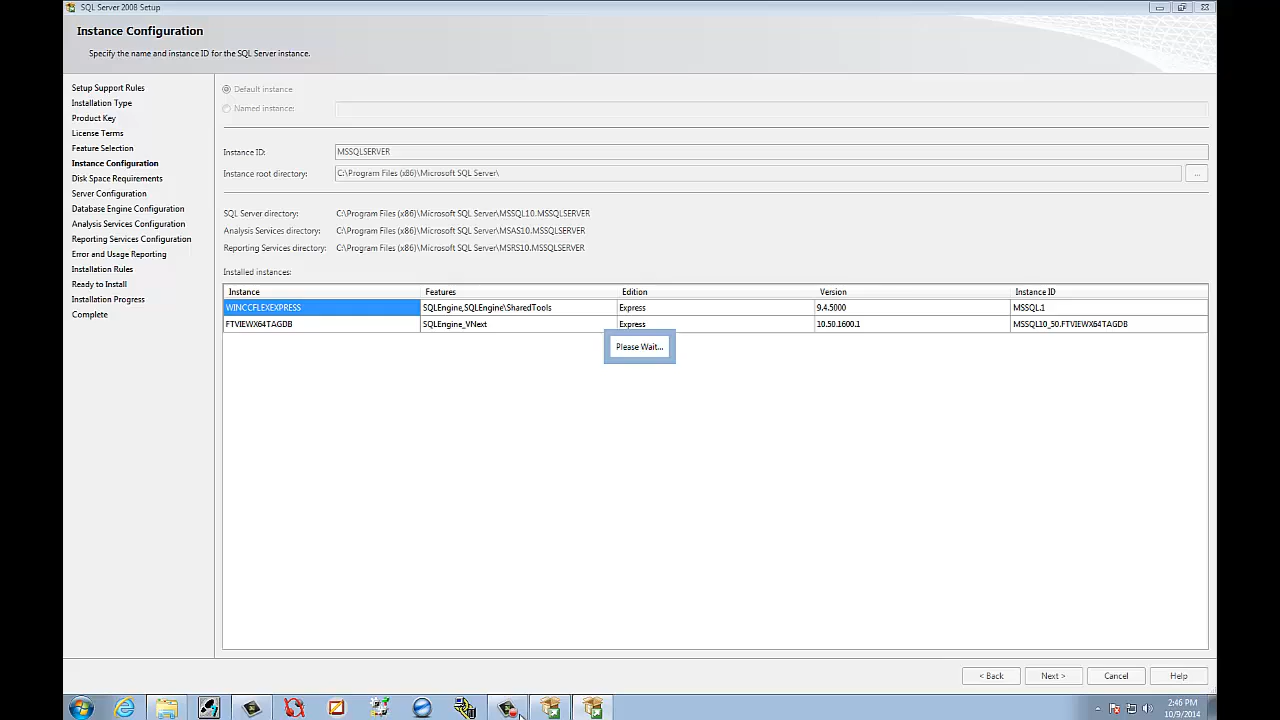 SQL Server 2008 Setup
Instance Configuration
Specify the name and instance ID for the SQL Server instance.
Setup Support Rules
Installation Type
Product Key
License Terms
Feature Selection
Instance Configuration
Disk Space Requirements
Server Configuration
Database Engine Configuration
Analysis Services Configuration
Reporting Services Configuration
Error and Usage Reporting
Installation Rules
Ready to Install
Installation Progress
Complete
Default instance
Named instance:
Instance ID: MSSQLSERVER
Instance root directory: C:\Program Files (x86)\Microsoft SQL Server\ ...
SQL Server directory: C:\Program Files (x86)\Microsoft SQL Server\MSSQL10.MSSQLSERVER
Analysis Services directory: C:\Program Files (x86)\Microsoft SQL Server\MSAS10.MSSQLSERVER
Reporting Services directory: C:\Program Files (x86)\Microsoft SQL Server\MSRS10.MSSQLSERVER
Installed instances:
Instance Features Edition Version Instance ID
WINCCFLEXEXPRESS SQLEngine,SQLEngine\SharedTools Express 9.4.5000 MSSQL.1
FTVIEWX64TAGDB SQLEngine_VNext Express 10.50.1600.1 MSSQL10_50.FTVIEWX64TAGDB
Please Wait...
< Back Next > Cancel Help
2:46 PM
10/9/2014